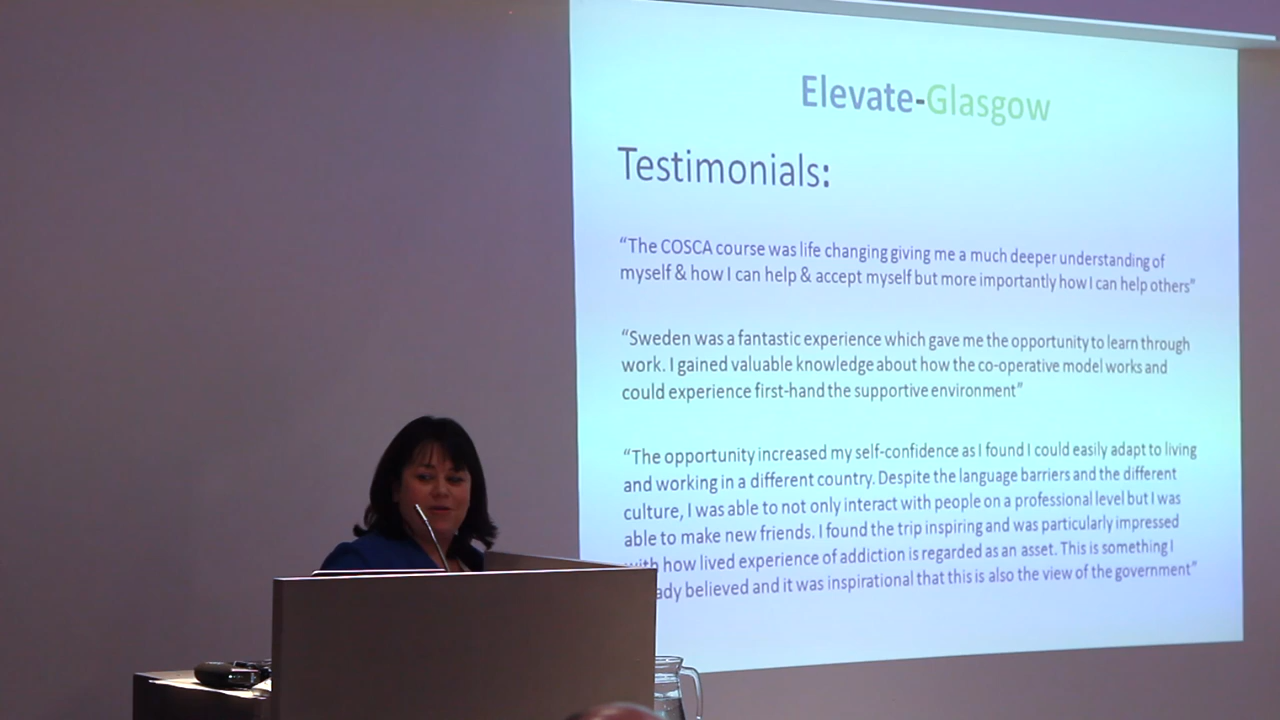 Elevate-Glasgow
Testimonials:
“The COSCA course was life changing giving me a much deeper understanding of
myself & how I can help & accept myself but more importantly how I can help others”
“Sweden was a fantastic experience which gave me the opportunity to learn through
work. I gained valuable knowledge about how the co-operative model works and
could experience first-hand the supportive environment”
“The opportunity increased my self-confidence as I found I could easily adapt to living
and working in a different country. Despite the language barriers and the different
culture, I was able to not only interact with people on a professional level but I was
able to make new friends. I found the trip inspiring and was particularly impressed
with how lived experience of addiction is regarded as an asset. This is something I
believed and it was inspirational that this is also the view of the government”